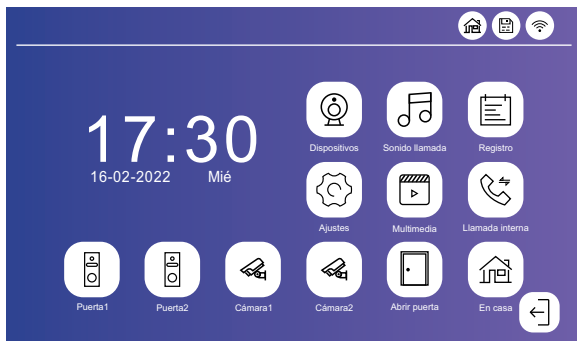 17:30
16-02-2022 Mié
Dispositivos Sonido llamada Registro
Ajustes Multimedia Llamada interna
Puerta1 Puerta2 Cámara1 Cámara2 Abrir puerta En casa